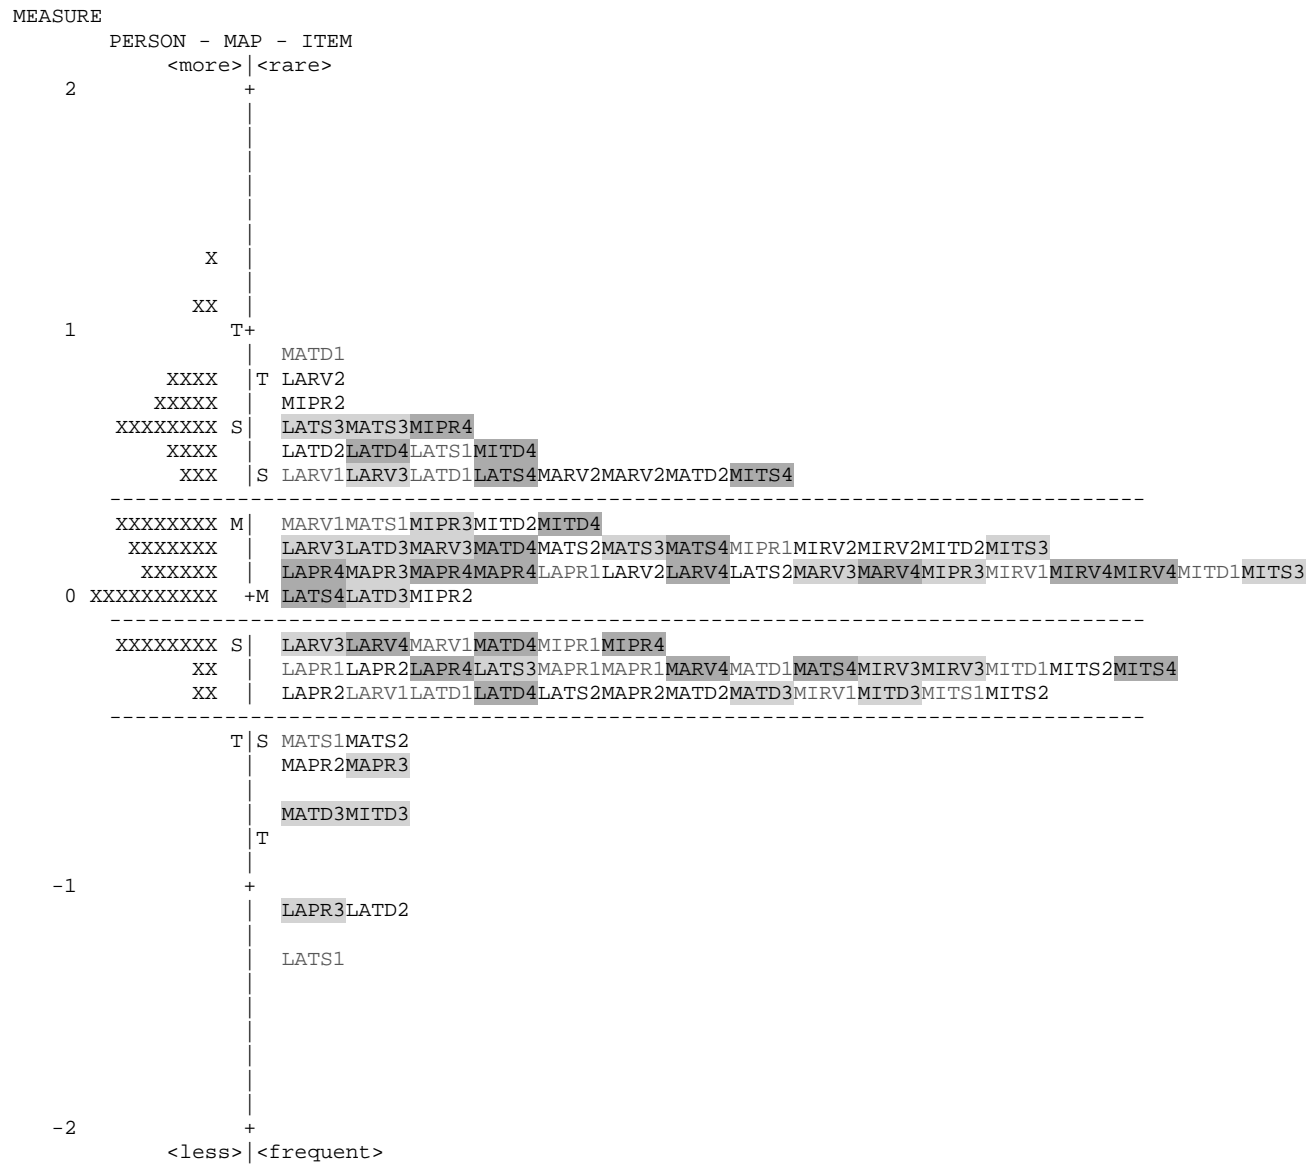 MEASURE
PERSON - MAP - ITEM
<more>|<rare>
2 +
|
|
|
|
|
|
X |
|
XX |
1 T+
| MATD1
XXXX |T LARV2
XXXXX | MIPR2
XXXXXXXX S| LATS3MATS3MIPR4
XXXX | LATD2LATD4LATS1MITD4
XXX |S LARV1LARV3LATD1LATS4MARV2MARV2MATD2MITS4
---------------------------------------------------------------------------------
XXXXXXXX M| MARV1MATS1MIPR3MITD2MITD4
XXXXXXX | LARV3LATD3MARV3MATD4MATS2MATS3MATS4MIPR1MIRV2MIRV2MITD2MITS3
XXXXXX | LAPR4MAPR3MAPR4MAPR4LAPR1LARV2LARV4LATS2MARV3MARV4MIPR3MIRV1MIRV4MIRV4MITD1MITS3
0 XXXXXXXXXX +M LATS4LATD3MIPR2
---------------------------------------------------------------------------------
XXXXXXXX S| LARV3LARV4MARV1MATD4MIPR1MIPR4
XX | LAPR1LAPR2LAPR4LATS3MAPR1MAPR1MARV4MATD1MATS4MIRV3MIRV3MITD1MITS2MITS4
XX | LAPR2LARV1LATD1LATD4LATS2MAPR2MATD2MATD3MIRV1MITD3MITS1MITS2
---------------------------------------------------------------------------------
T|S MATS1MATS2
| MAPR2MAPR3
|
| MATD3MITD3
|T
|
-1 +
| LAPR3LATD2
|
| LATS1
|
|
|
|
|
|
-2 +
<less>|<frequent>